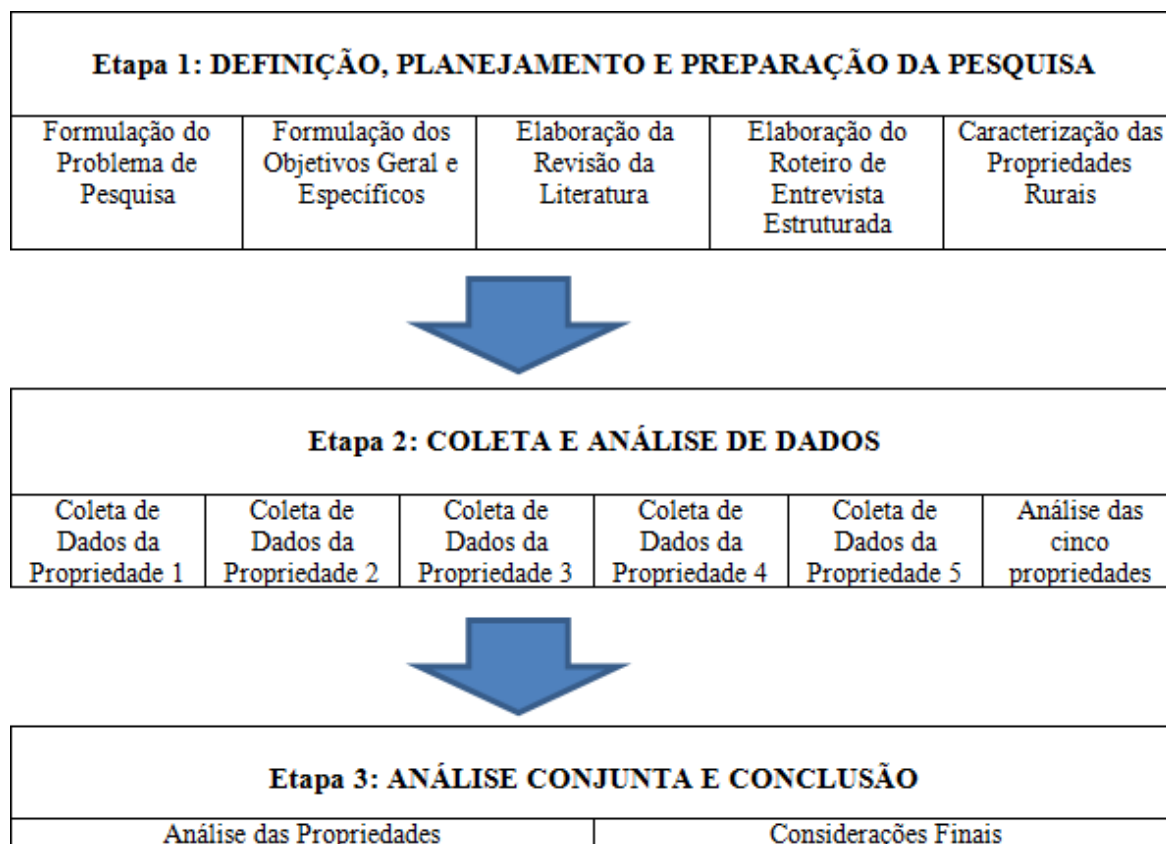 Etapa 1: DEFINIÇÃO, PLANEJAMENTO E PREPARAÇÃO DA PESQUISA
Formulação do
Problema de
Pesquisa
Formulação dos
Objetivos Geral e
Específicos
Elaboração da
Revisão da
Literatura
Elaboração do
Roteiro de
Entrevista
Estruturada
Caracterização das
Propriedades
Rurais
Etapa 2: COLETA E ANÁLISE DE DADOS
Coleta de
Dados da
Propriedade 1
Coleta de
Dados da
Propriedade 2
Coleta de
Dados da
Propriedade 3
Coleta de
Dados da
Propriedade 4
Coleta de
Dados da
Propriedade 5
Análise das
cinco
propriedades
Etapa 3: ANÁLISE CONJUNTA E CONCLUSÃO
Análise das Propriedades
Considerações Finais